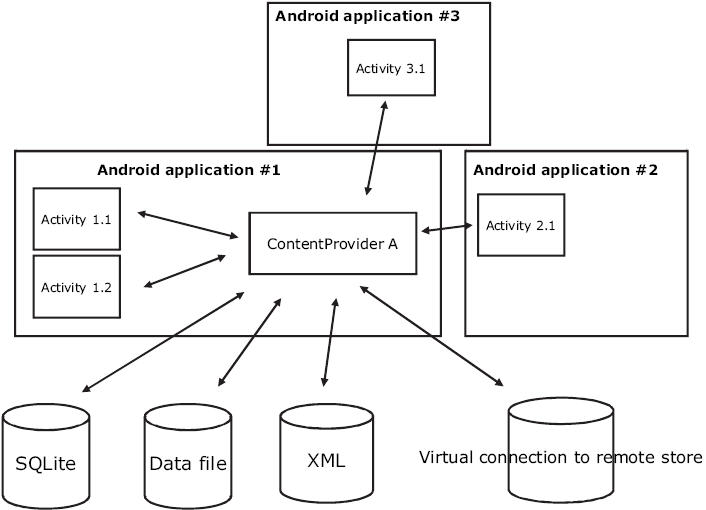 Android application #3
Activity 3.1
Android application #1
Android application #2
Activity 1.1
Activity 2.1
ContentProvider A
Activity 1.2
SQLite
Data file
XML
Virtual connection to remote store